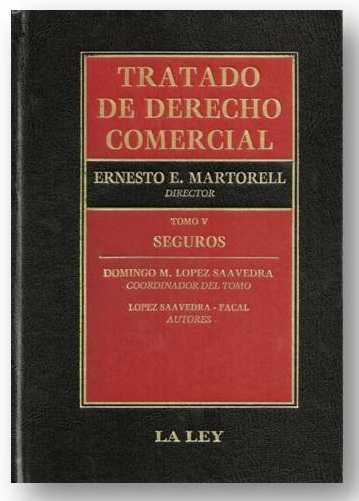 TRATADO
DE DERECHO
COMERCIAL
ERNESTO E. MARTORELL
DIRECTOR
TOMO V
SEGUROS
DOMINGO M. LOPEZ SAAVEDRA
COORDINADOR DEL TOMO
LOPEZ SAAVEDRA - FACAL
AUTORES
LA LEY